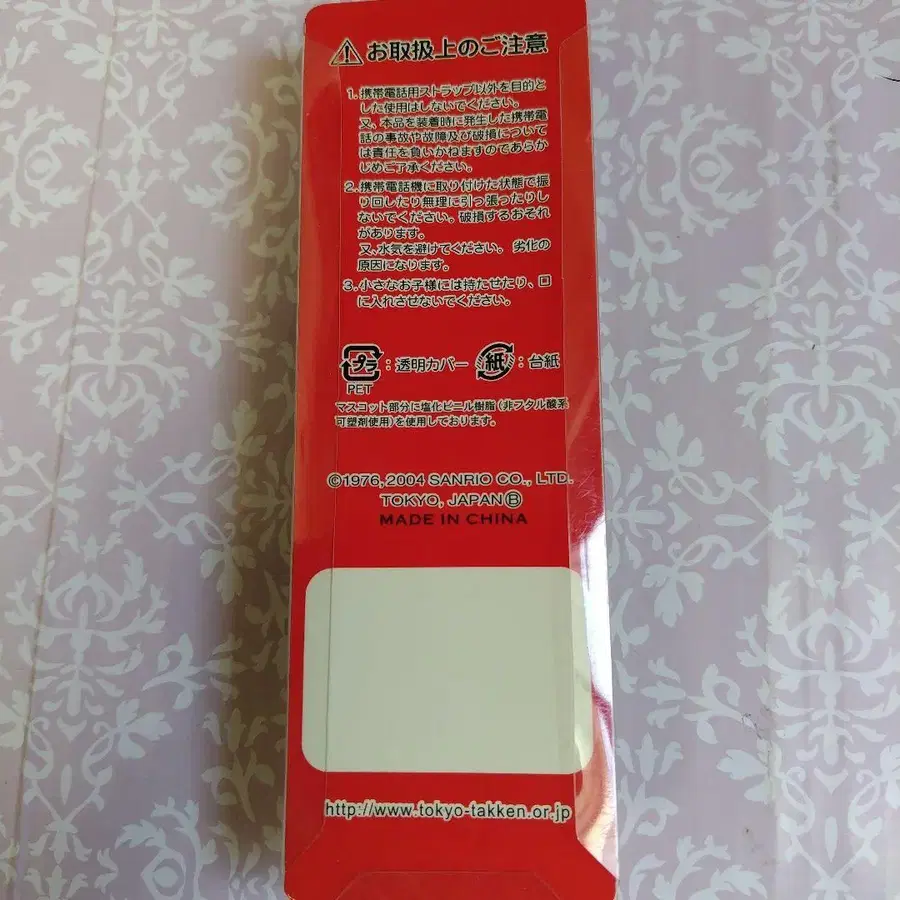 お取扱上のご注意
1. 携帯電話用ストラップ以外を目的と
した使用はしないでください。
又、本品を装着時に発生した携帯電
話の事故や故障及び破損については
は責任を負いかねますのであらか
じめご了承ください。
2. 携帯電話機に取り付けた状態で振
り回したり無理に引っ張ったりし
ないでください。破損するおそれ
があります。
又、水気を避けてください。劣化の
原因になります。
3. 小さなお子様には持たせたり、口
に入れさせないでください。
プラ:透明カバー 紙:台紙
PET
マスコット部分に塩化ビニル樹脂(非フタル酸系
可塑剤使用)を使用しております。
©1976,2004 SANRIO CO., LTD.
TOKYO, JAPAN Ⓑ
MADE IN CHINA
http://www.tokyo-takken.or.jp